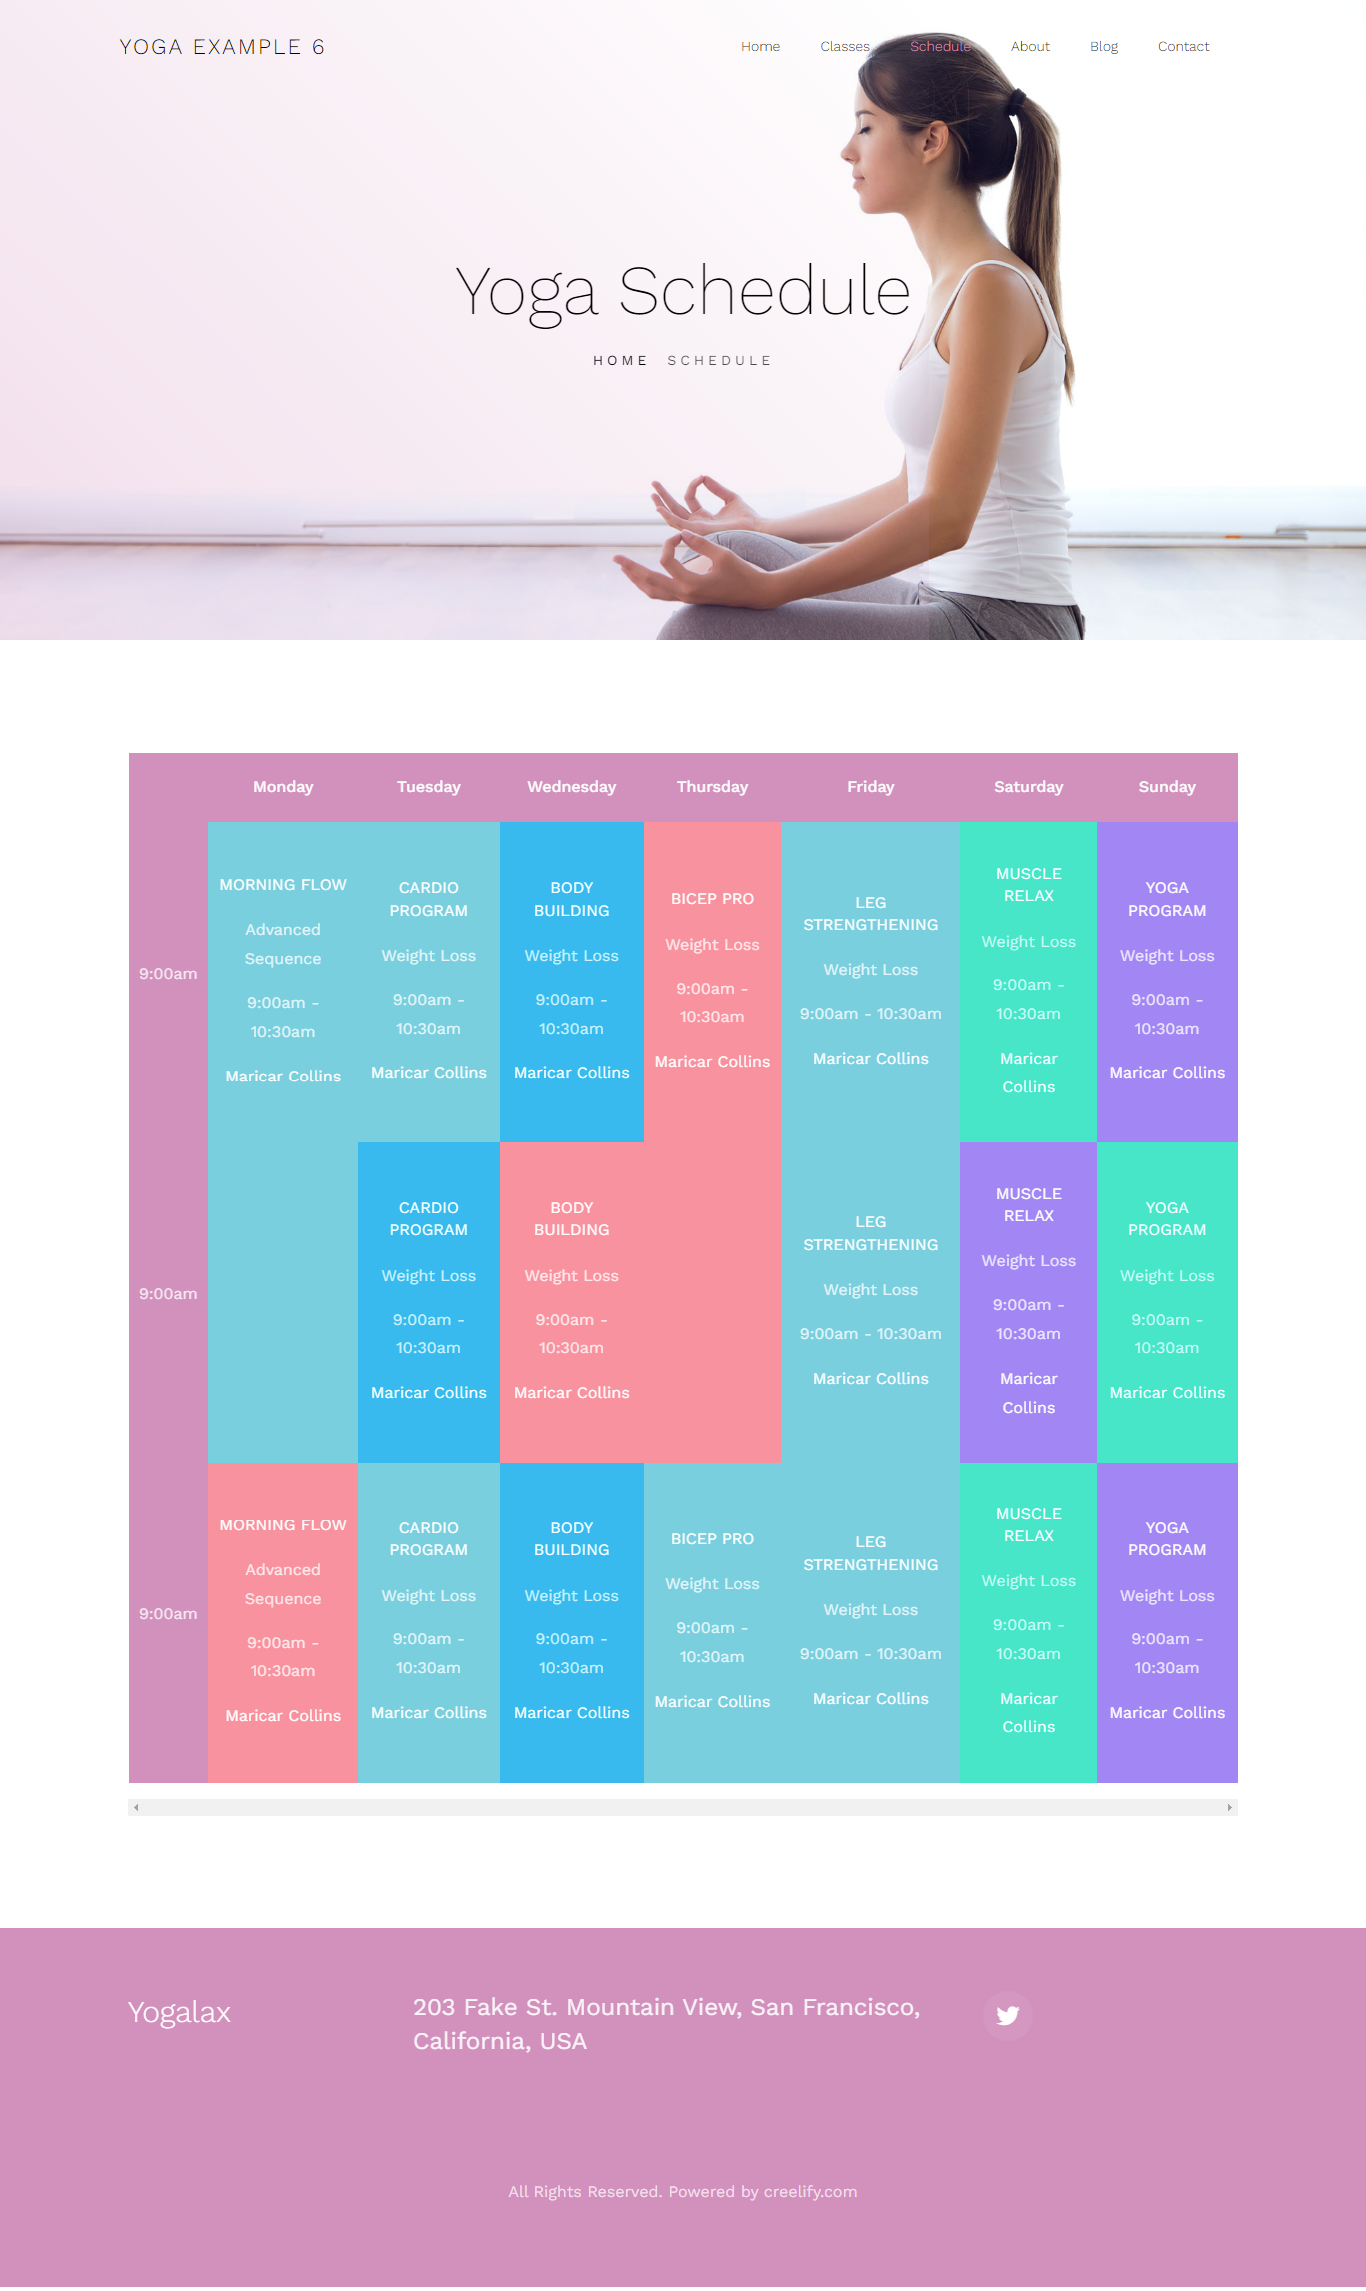 YOGA EXAMPLE 6
Home Classes Schedule About Blog Contact
Yoga Schedule
HOME SCHEDULE
Monday Tuesday Wednesday Thursday Friday Saturday Sunday
9:00am
MORNING FLOW
Advanced
Sequence
9:00am -
10:30am
Maricar Collins
CARDIO
PROGRAM
Weight Loss
9:00am -
10:30am
Maricar Collins
BODY
BUILDING
Weight Loss
9:00am -
10:30am
Maricar Collins
BICEP PRO
Weight Loss
9:00am -
10:30am
Maricar Collins
LEG
STRENGTHENING
Weight Loss
9:00am - 10:30am
Maricar Collins
MUSCLE
RELAX
Weight Loss
9:00am -
10:30am
Maricar
Collins
YOGA
PROGRAM
Weight Loss
9:00am -
10:30am
Maricar Collins
9:00am
CARDIO
PROGRAM
Weight Loss
9:00am -
10:30am
Maricar Collins
BODY
BUILDING
Weight Loss
9:00am -
10:30am
Maricar Collins
LEG
STRENGTHENING
Weight Loss
9:00am - 10:30am
Maricar Collins
MUSCLE
RELAX
Weight Loss
9:00am -
10:30am
Maricar
Collins
YOGA
PROGRAM
Weight Loss
9:00am -
10:30am
Maricar Collins
9:00am
MORNING FLOW
Advanced
Sequence
9:00am -
10:30am
Maricar Collins
CARDIO
PROGRAM
Weight Loss
9:00am -
10:30am
Maricar Collins
BODY
BUILDING
Weight Loss
9:00am -
10:30am
Maricar Collins
BICEP PRO
Weight Loss
9:00am -
10:30am
Maricar Collins
LEG
STRENGTHENING
Weight Loss
9:00am - 10:30am
Maricar Collins
MUSCLE
RELAX
Weight Loss
9:00am -
10:30am
Maricar
Collins
YOGA
PROGRAM
Weight Loss
9:00am -
10:30am
Maricar Collins
Yogalax
203 Fake St. Mountain View, San Francisco,
California, USA
All Rights Reserved. Powered by creelify.com